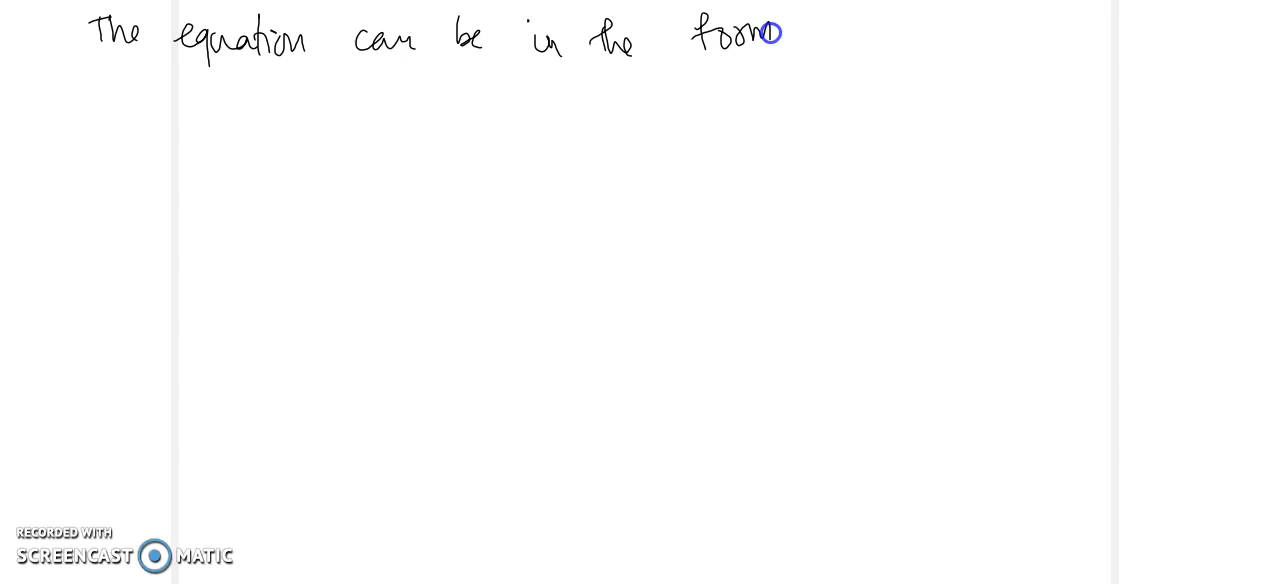 The equation can be in the form
RECORDED WITH
SCREENCAST MATIC